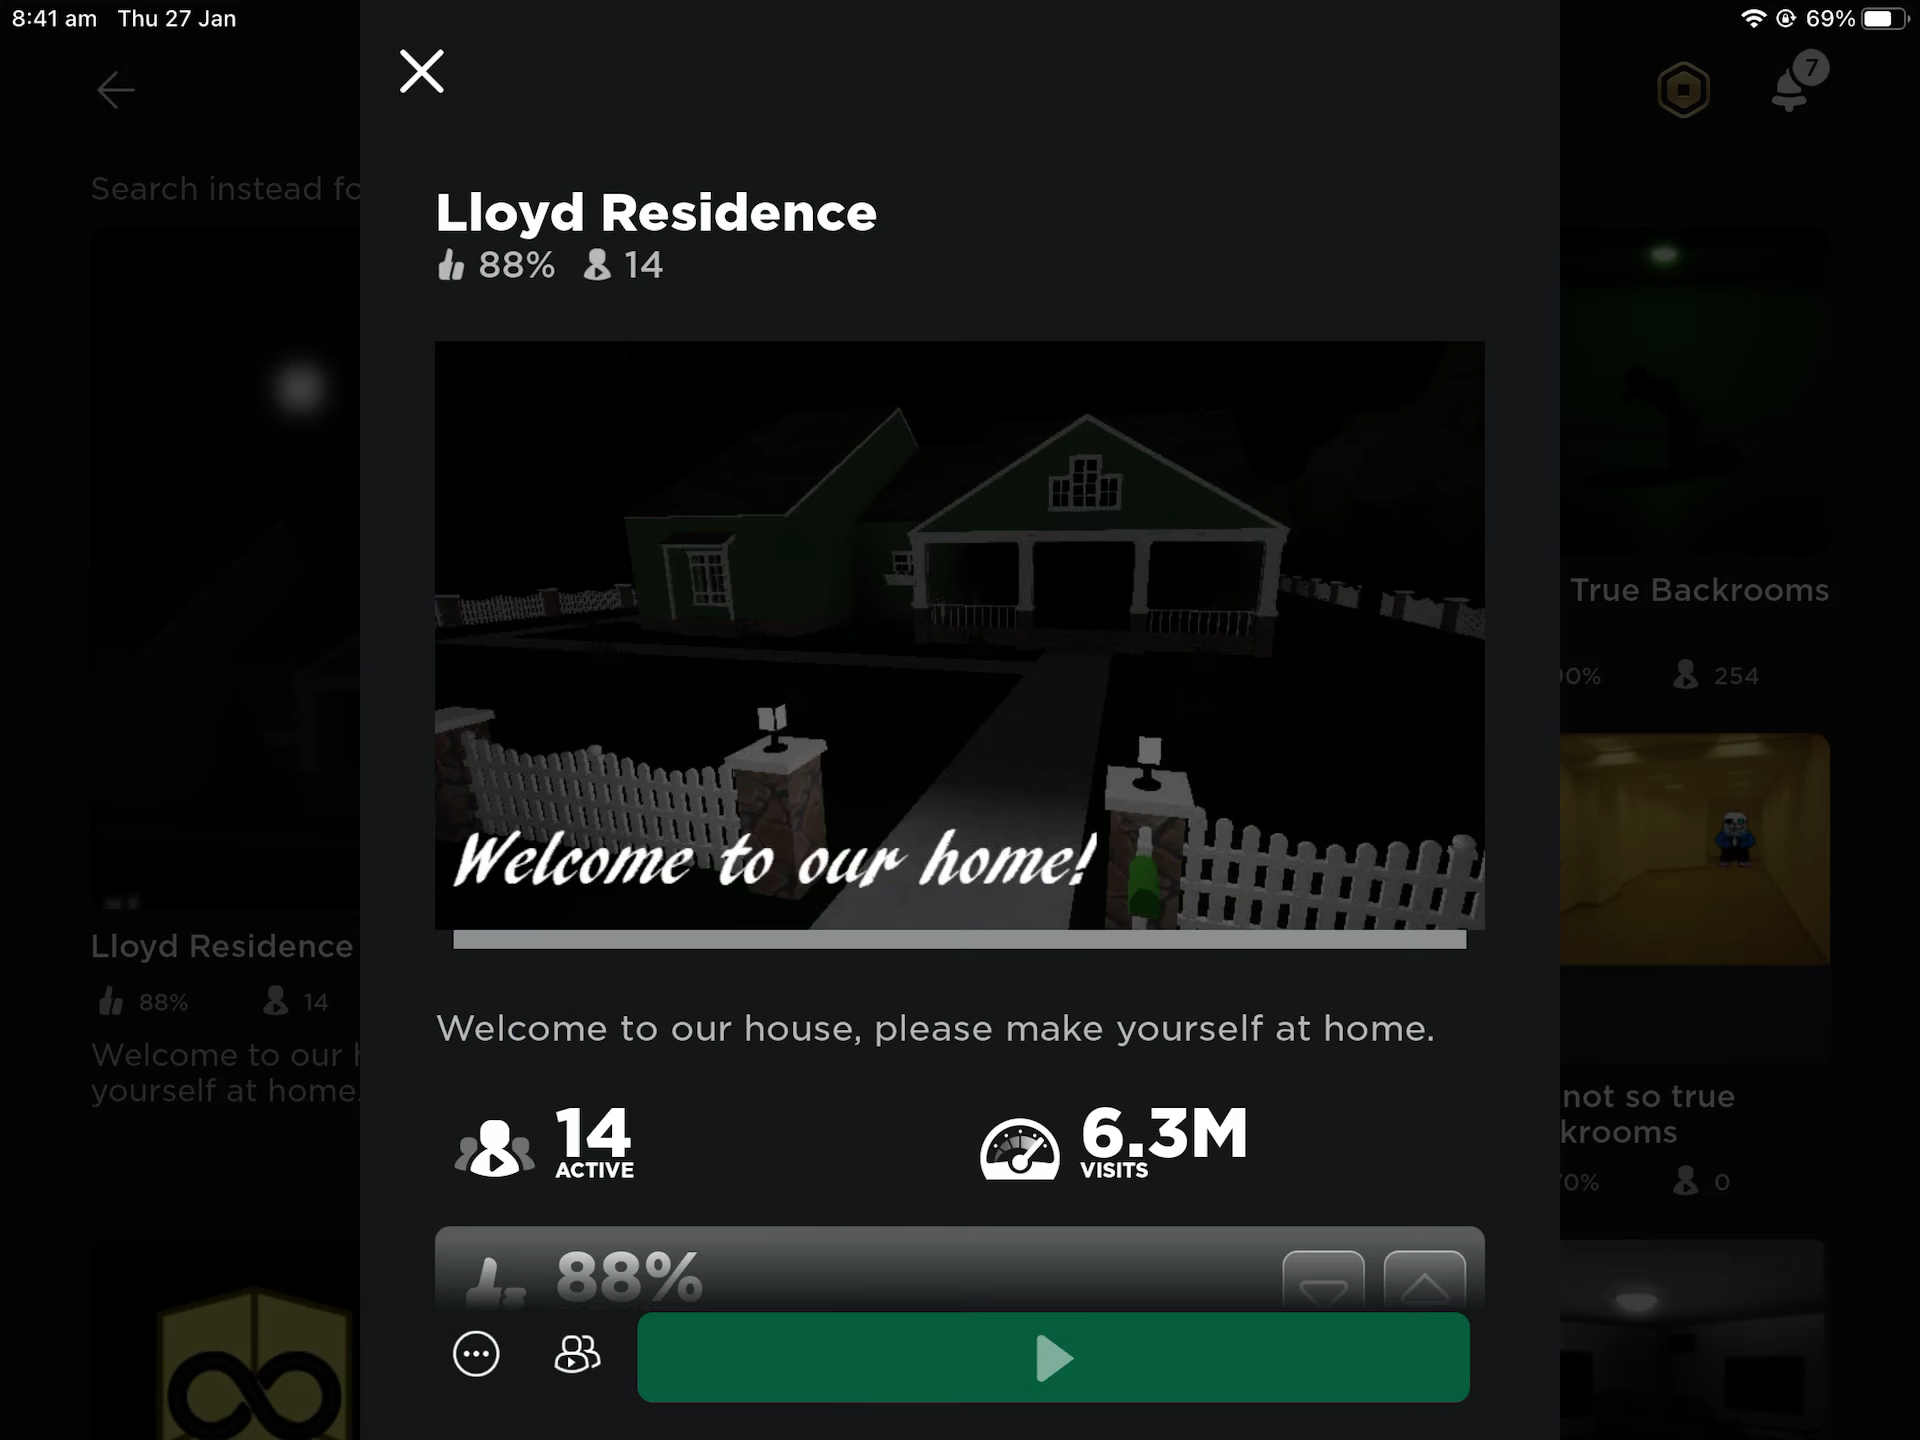 8:41 am Thu 27 Jan
69%
7
Search instead fo
Lloyd Residence
88% 14
Welcome to our home!
Welcome to our house, please make yourself at home.
14
ACTIVE
6.3M
VISITS
88%
Lloyd Residence
88% 14
Welcome to our h
yourself at home.
True Backrooms
00% 254
not so true
krooms
70% 0